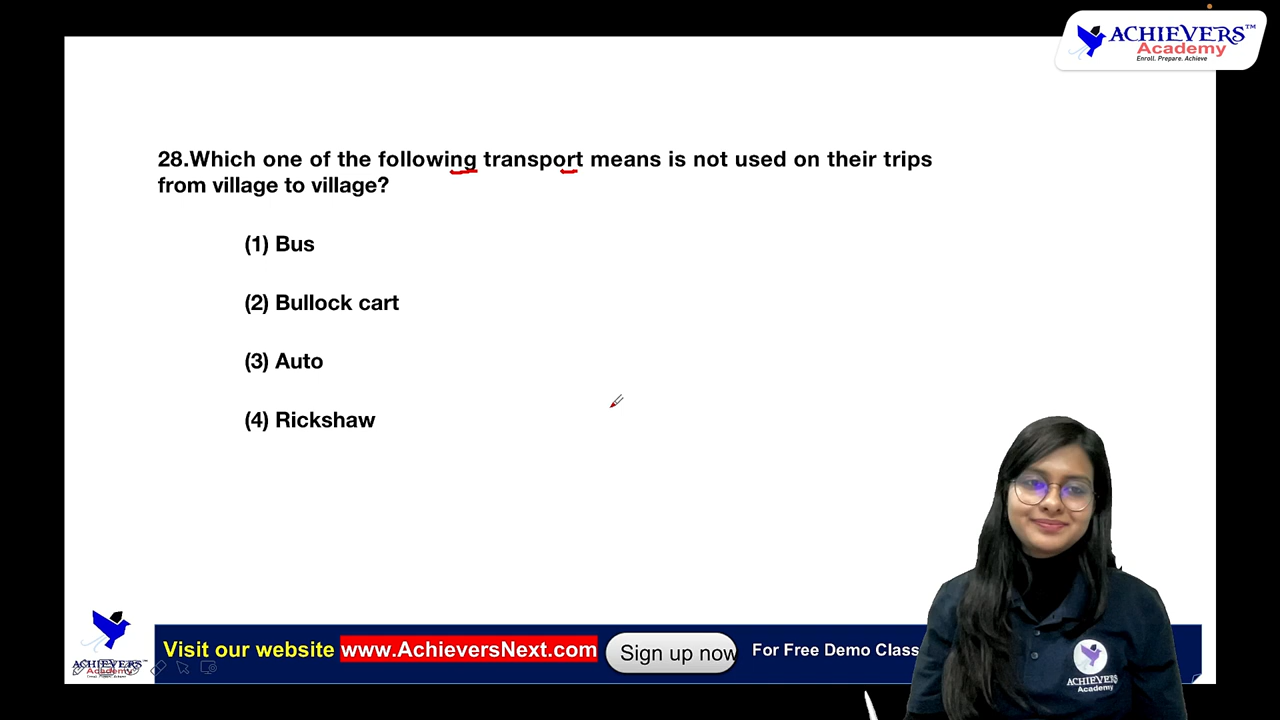 ACHIEVERS™
Academy
Enroll. Prepare. Achieve
28.Which one of the following transport means is not used on their trips
from village to village?
(1) Bus
(2) Bullock cart
(3) Auto
(4) Rickshaw
ACHIEVERS™
Academy
Visit our website www.AchieversNext.com Sign up now For Free Demo Class
ACHIEVERS
Academy